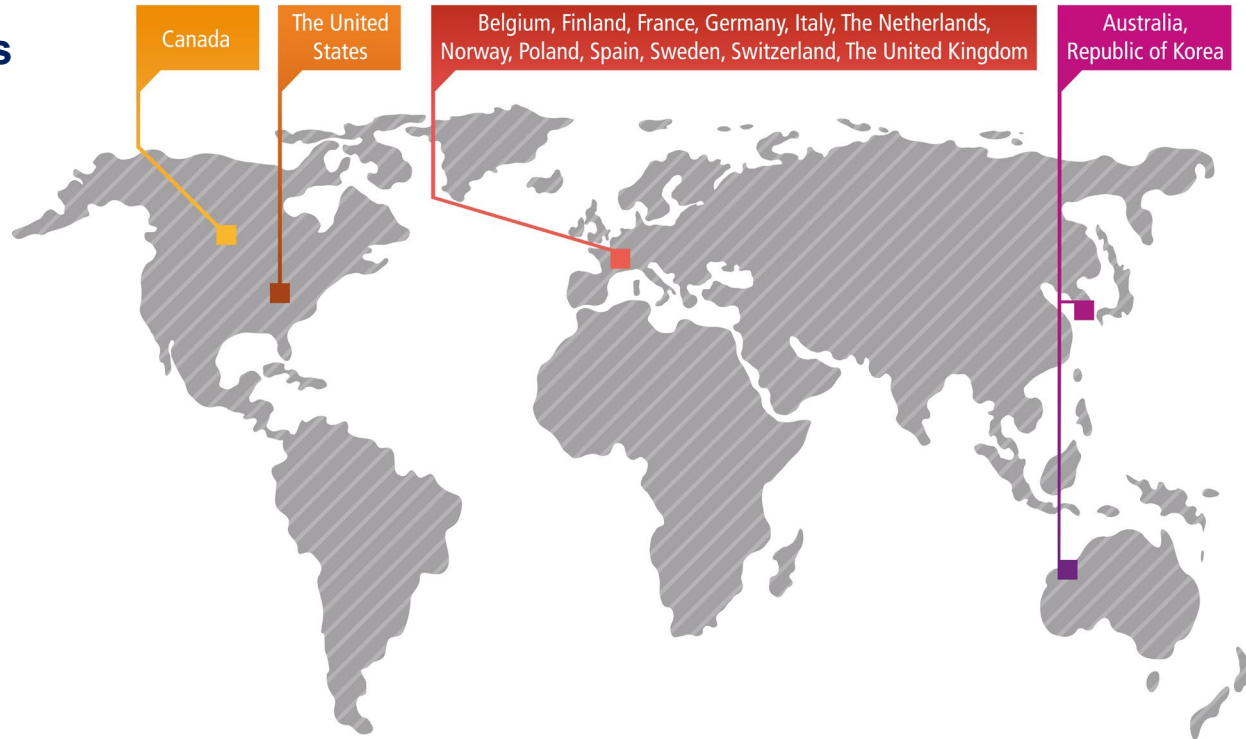 s
Canada
The United
States
Belgium, Finland, France, Germany, Italy, The Netherlands,
Norway, Poland, Spain, Sweden, Switzerland, The United Kingdom
Australia,
Republic of Korea